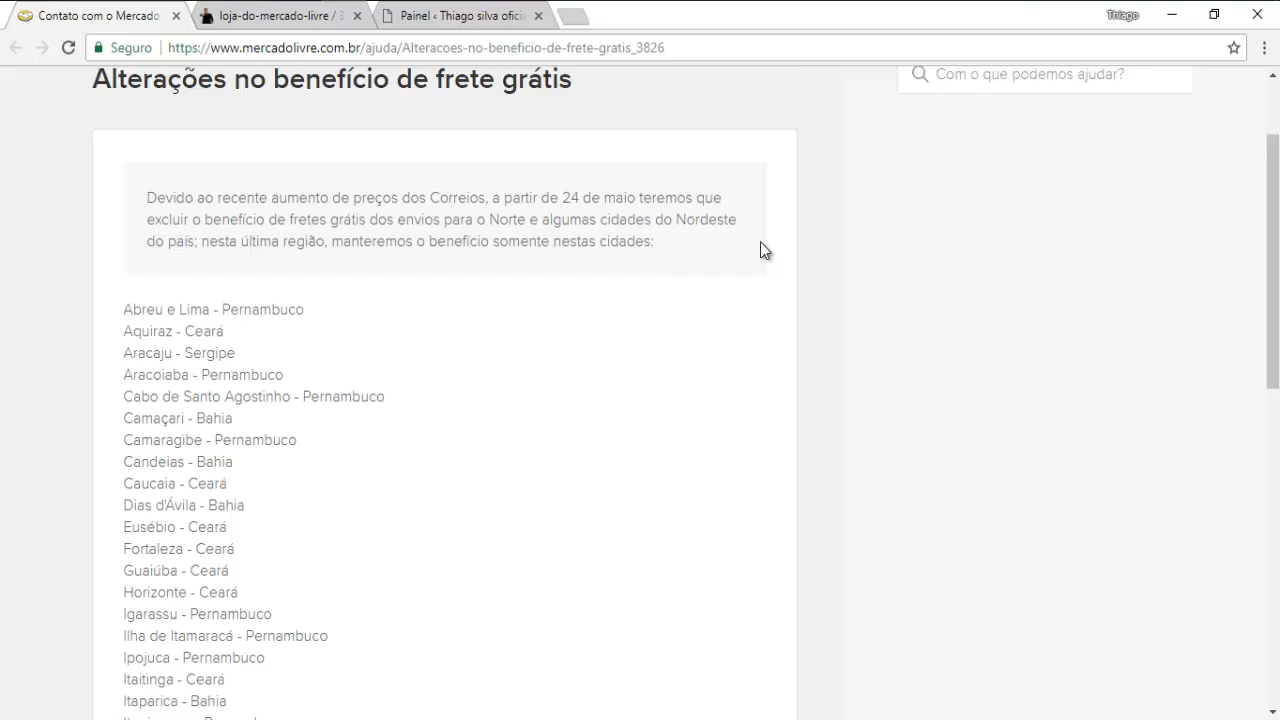 Contato com o Mercado
loja-do-mercado-livre /
Painel ‹ Thiago silva ofici
Thiago
Seguro
https://www.mercadolivre.com.br/ajuda/Alteracoes-no-beneficio-de-frete-gratis_3826
Alterações no benefício de frete grátis
Com o que podemos ajudar?
Devido ao recente aumento de preços dos Correios, a partir de 24 de maio teremos que
excluir o benefício de fretes grátis dos envios para o Norte e algumas cidades do Nordeste
do país; nesta última região, manteremos o benefício somente nestas cidades:
Abreu e Lima - Pernambuco
Aquiraz - Ceará
Aracaju - Sergipe
Aracoiaba - Pernambuco
Cabo de Santo Agostinho - Pernambuco
Camaçari - Bahia
Camaragibe - Pernambuco
Candeias - Bahia
Caucaia - Ceará
Dias d'Ávila - Bahia
Eusébio - Ceará
Fortaleza - Ceará
Guaiúba - Ceará
Horizonte - Ceará
Igarassu - Pernambuco
Ilha de Itamaracá - Pernambuco
Ipojuca - Pernambuco
Itaitinga - Ceará
Itaparica - Bahia